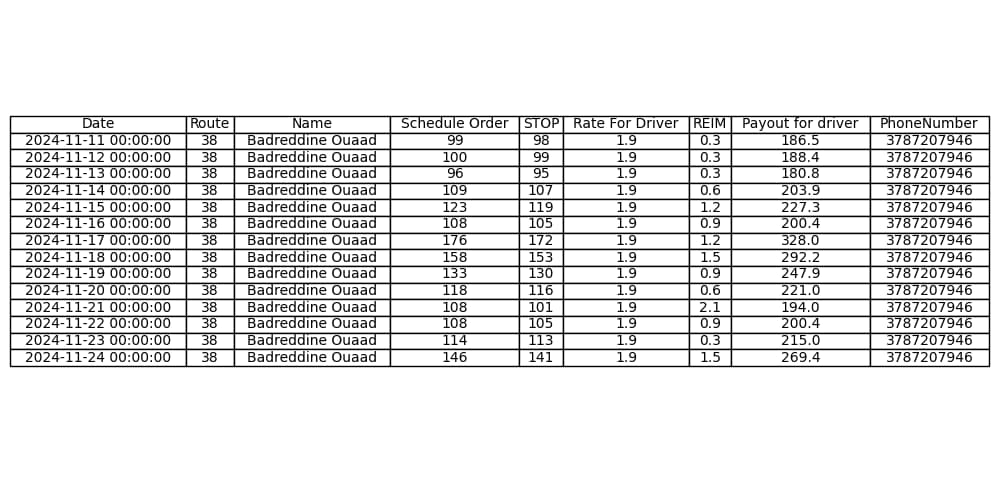 Date Route Name Schedule Order STOP Rate For Driver REIM Payout for driver PhoneNumber
2024-11-11 00:00:00 38 Badreddine Ouaad 99 98 1.9 0.3 186.5 3787207946
2024-11-12 00:00:00 38 Badreddine Ouaad 100 99 1.9 0.3 188.4 3787207946
2024-11-13 00:00:00 38 Badreddine Ouaad 96 95 1.9 0.3 180.8 3787207946
2024-11-14 00:00:00 38 Badreddine Ouaad 109 107 1.9 0.6 203.9 3787207946
2024-11-15 00:00:00 38 Badreddine Ouaad 123 119 1.9 1.2 227.3 3787207946
2024-11-16 00:00:00 38 Badreddine Ouaad 108 105 1.9 0.9 200.4 3787207946
2024-11-17 00:00:00 38 Badreddine Ouaad 176 172 1.9 1.2 328.0 3787207946
2024-11-18 00:00:00 38 Badreddine Ouaad 158 153 1.9 1.5 292.2 3787207946
2024-11-19 00:00:00 38 Badreddine Ouaad 133 130 1.9 0.9 247.9 3787207946
2024-11-20 00:00:00 38 Badreddine Ouaad 118 116 1.9 0.6 221.0 3787207946
2024-11-21 00:00:00 38 Badreddine Ouaad 108 101 1.9 2.1 194.0 3787207946
2024-11-22 00:00:00 38 Badreddine Ouaad 108 105 1.9 0.9 200.4 3787207946
2024-11-23 00:00:00 38 Badreddine Ouaad 114 113 1.9 0.3 215.0 3787207946
2024-11-24 00:00:00 38 Badreddine Ouaad 146 141 1.9 1.5 269.4 3787207946